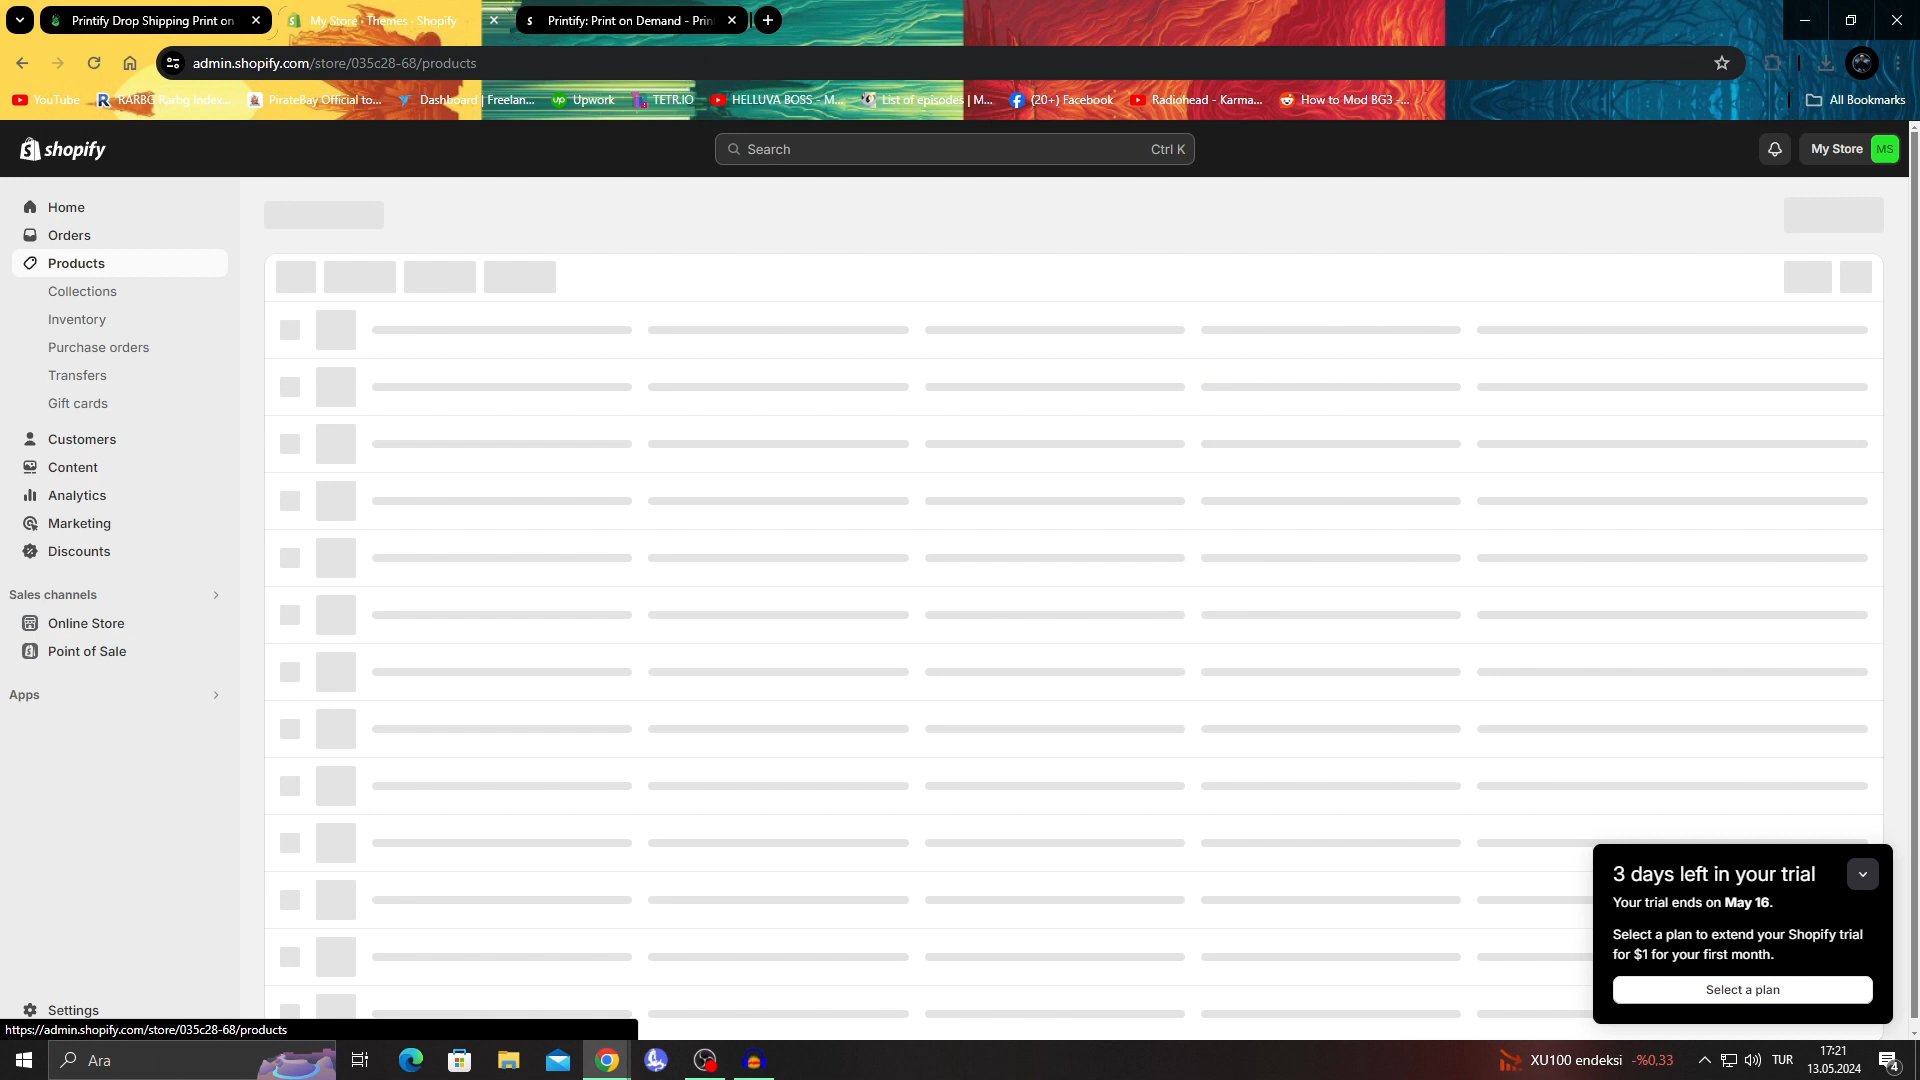 Printify Drop Shipping Print on
My Store · Themes · Shopify
Printify: Print on Demand - Prin
admin.shopify.com/store/035c28-68/products
YouTube
RARBG Rarbg Index...
PirateBay Official to...
Dashboard | Freelan...
Upwork
TETR.IO
HELLUVA BOSS - M...
List of episodes | M...
(20+) Facebook
Radiohead - Karma...
How to Mod BG3 -...
All Bookmarks
shopify
Search
Ctrl K
My Store
MS
Home
Orders
Products
Collections
Inventory
Purchase orders
Transfers
Gift cards
Customers
Content
Analytics
Marketing
Discounts
Sales channels
Online Store
Point of Sale
Apps
Settings
3 days left in your trial
Your trial ends on May 16.
Select a plan to extend your Shopify trial
for $1 for your first month.
Select a plan
https://admin.shopify.com/store/035c28-68/products
Ara
XU100 endeksi -%0,33
TUR
17:21
13.05.2024
4